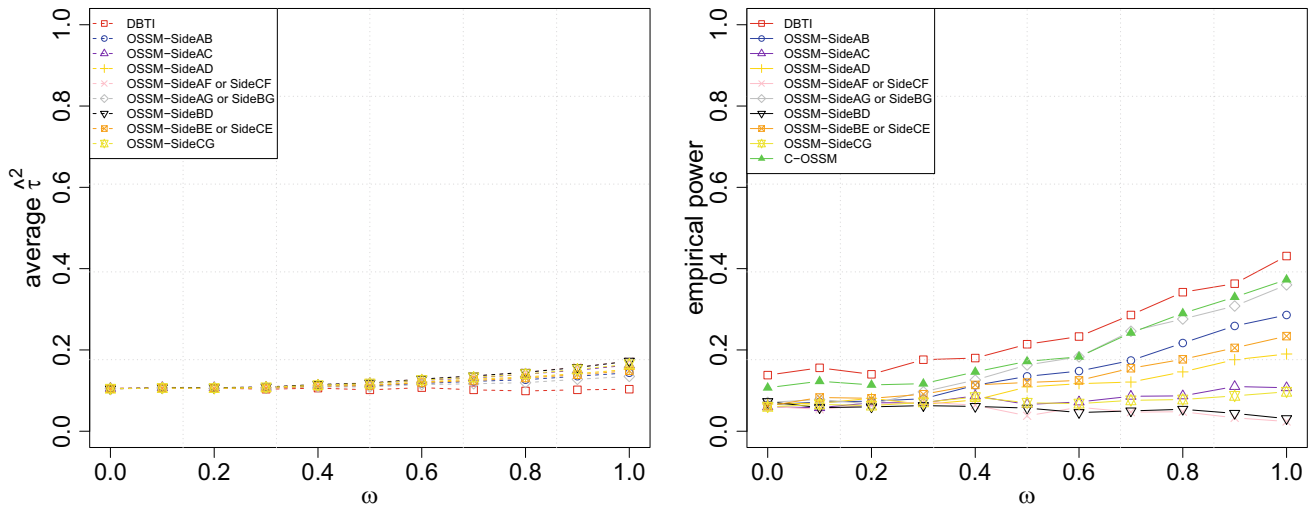 DBTI
OSSM−SideAB
OSSM−SideAC
OSSM−SideAD
OSSM−SideAF or SideCF
OSSM−SideAG or SideBG
OSSM−SideBD
OSSM−SideBE or SideCE
OSSM−SideCG
1.0
0.8
0.6
0.4
0.2
0.0
average τ̂²
0.0 0.2 0.4 0.6 0.8 1.0
ω
DBTI
OSSM−SideAB
OSSM−SideAC
OSSM−SideAD
OSSM−SideAF or SideCF
OSSM−SideAG or SideBG
OSSM−SideBD
OSSM−SideBE or SideCE
OSSM−SideCG
C−OSSM
1.0
0.8
0.6
0.4
0.2
0.0
empirical power
0.0 0.2 0.4 0.6 0.8 1.0
ω